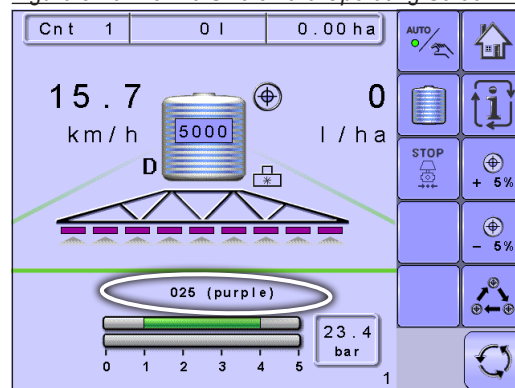 Cnt 1 0 l 0.00 ha
AUTO
15.7 0
km/h l/ha
5000
D
STOP
+ 5%
- 5%
025 (purple)
23.4
bar
0 1 2 3 4 5
1
i